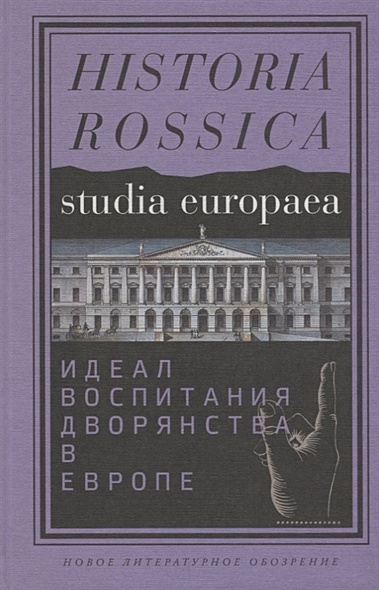 HISTORIA
ROSSICA
studia europaea
ИДЕАЛ
ВОСПИТАНИЯ
ДВОРЯНСТВА
В
ЕВРОПЕ
НОВОЕ ЛИТЕРАТУРНОЕ ОБОЗРЕНИЕ